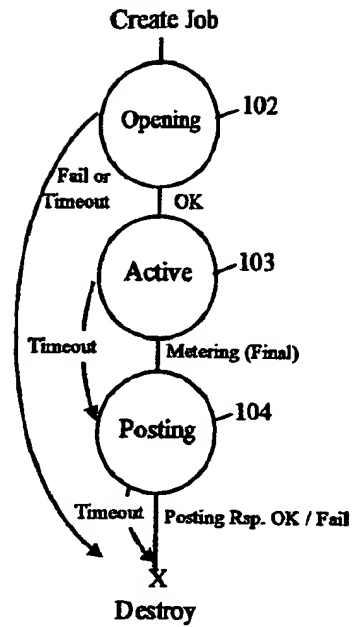 Create Job
Opening
102
Fail or
Timeout
OK
Active
103
Timeout
Metering (Final)
Posting
104
Timeout
Posting Rsp. OK / Fail
X
Destroy